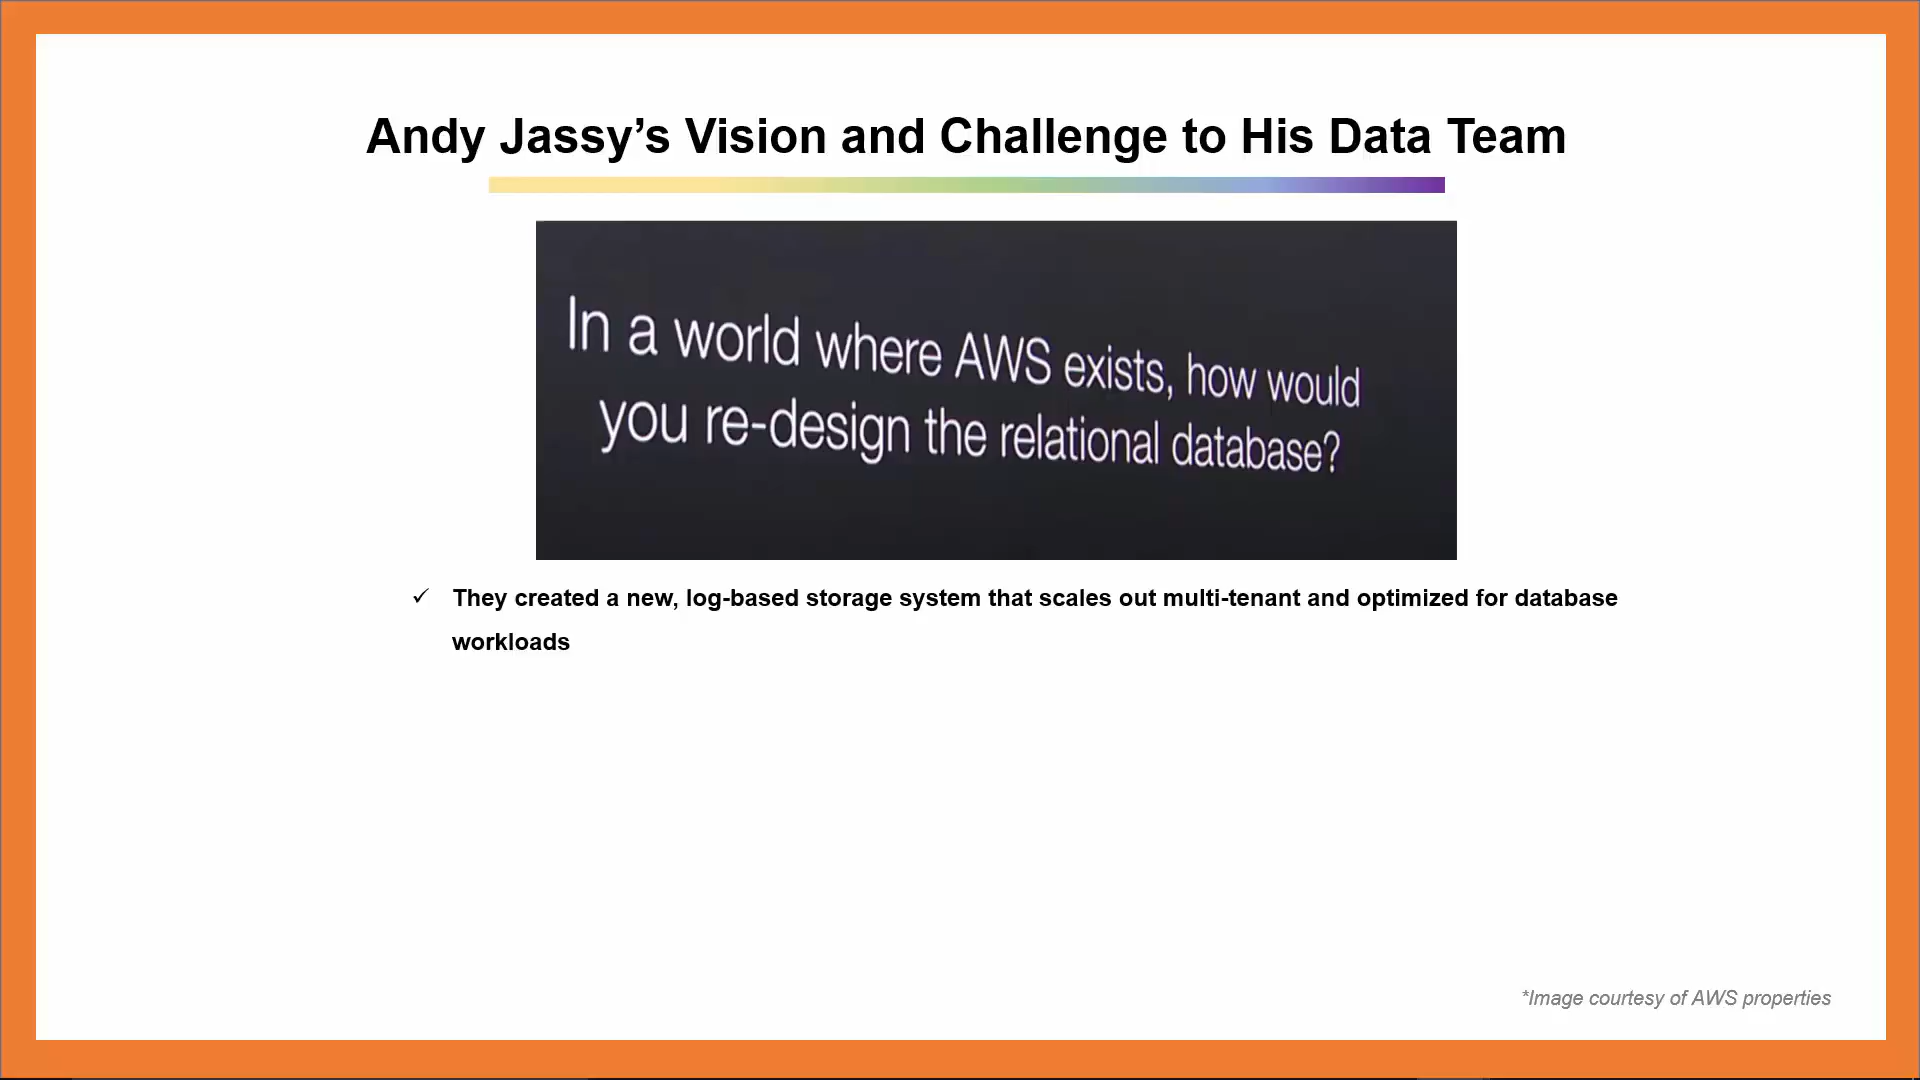 Andy Jassy’s Vision and Challenge to His Data Team
In a world where AWS exists, how would
you re-design the relational database?
✓ They created a new, log-based storage system that scales out multi-tenant and optimized for database
workloads
*Image courtesy of AWS properties